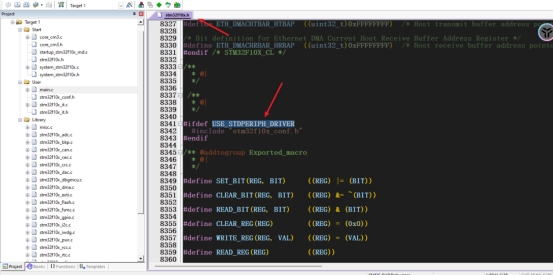 Target 1
Project
stm32f10x.h
Target 1
Start
core_cm3.c
core_cm3.h
startup_stm32f10x_md.s
stm32f10x.h
system_stm32f10x.c
system_stm32f10x.h
User
main.c
stm32f10x_conf.h
stm32f10x_it.c
stm32f10x_it.h
Library
misc.c
stm32f10x_adc.c
stm32f10x_bkp.c
stm32f10x_can.c
stm32f10x_cec.c
stm32f10x_crc.c
stm32f10x_dac.c
stm32f10x_dbgmcu.c
stm32f10x_dma.c
stm32f10x_exti.c
stm32f10x_flash.c
stm32f10x_fsmc.c
stm32f10x_gpio.c
stm32f10x_i2c.c
stm32f10x_iwdg.c
stm32f10x_pwr.c
stm32f10x_rcc.c
stm32f10x_rtc.c
Project Books Functions Templates
8327 #define ETH_DMACHRBAR_HTBAP ((uint32_t)0xFFFFFFFF) /* Host transmit buffer address poin
8328
8329 /* Bit definition for Ethernet DMA Current Host Receive Buffer Address Register */
8330 #define ETH_DMACHRBAR_HRBAP ((uint32_t)0xFFFFFFFF) /* Host receive buffer address point
8331 #endif /* STM32F10X_CL */
8332
8333 /**
8334 * @}
8335 */
8336
8337 /**
8338 * @}
8339 */
8340
8341 #ifdef USE_STDPERIPH_DRIVER
8342 #include "stm32f10x_conf.h"
8343 #endif
8344
8345 /** @addtogroup Exported_macro
8346 * @{
8347 */
8348
8349 #define SET_BIT(REG, BIT) ((REG) |= (BIT))
8350
8351 #define CLEAR_BIT(REG, BIT) ((REG) &= ~(BIT))
8352
8353 #define READ_BIT(REG, BIT) ((REG) & (BIT))
8354
8355 #define CLEAR_REG(REG) ((REG) = (0x0))
8356
8357 #define WRITE_REG(REG, VAL) ((REG) = (VAL))
8358
8359 #define READ_REG(REG) ((REG))
8360